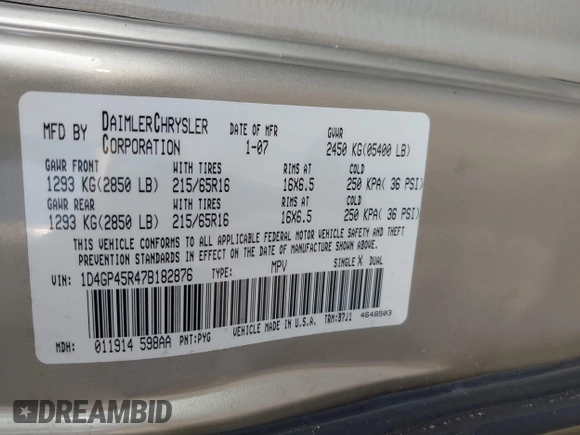 MFD BY DAIMLERCHRYSLER CORPORATION DATE OF MFR 1-07 GVWR 2450 KG(05400 LB)
GAWR FRONT WITH TIRES RIMS AT COLD
1293 KG(2850 LB) 215/65R16 16X6.5 250 KPA( 36 PSI)
GAWR REAR WITH TIRES RIMS AT COLD
1293 KG(2850 LB) 215/65R16 16X6.5 250 KPA( 36 PSI)
THIS VEHICLE CONFORMS TO ALL APPLICABLE FEDERAL MOTOR VEHICLE SAFETY AND THEFT
PREVENTION STANDARDS IN EFFECT ON THE DATE OF MANUFACTURE SHOWN ABOVE.
VIN: 1D4GP45R47B182876 TYPE: MPV SINGLE X DUAL
VEHICLE MADE IN U.S.A.
MDH: 011914 598AA PNT:PYG TRM:B7J1 4648503
DREAMBID